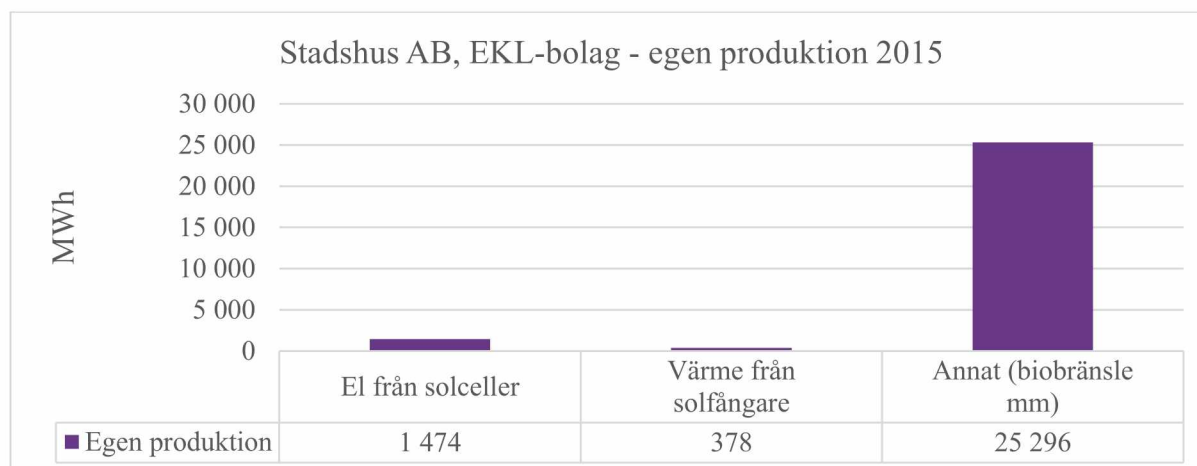 Stadshus AB, EKL-bolag - egen produktion 2015
MWh
30 000
25 000
20 000
15 000
10 000
5 000
0
El från solceller
Värme från
solfångare
Annat (biobränsle
mm)
Egen produktion 1 474 378 25 296